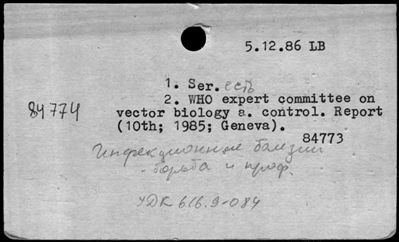 5.12.86 LB
1. Ser. есть
2. WHO expert committee on
84774
vector biology a. control. Report
(10th; 1985; Geneva).
84773
Инфекционные болезни
- борьба и проф.
УДК 616.9-084